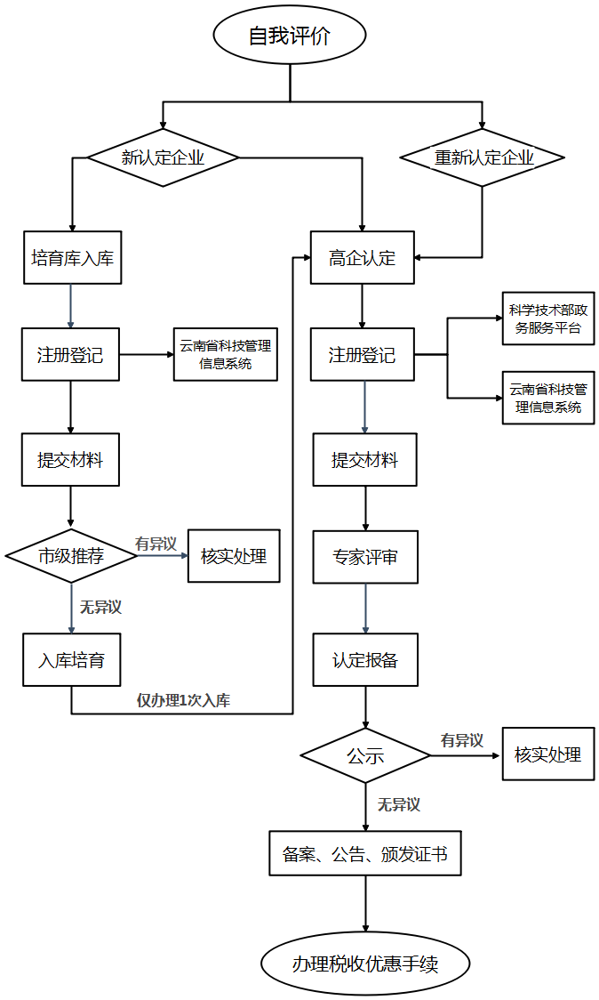 自我评价
新认定企业
重新认定企业
培育库入库
高企认定
注册登记
云南省科技管理
信息系统
注册登记
科学技术部政
务服务平台
云南省科技管
理信息系统
提交材料
提交材料
市级推荐
有异议
核实处理
专家评审
无异议
入库培育
认定报备
仅办理1次入库
公示
有异议
核实处理
无异议
备案、公告、颁发证书
办理税收优惠手续